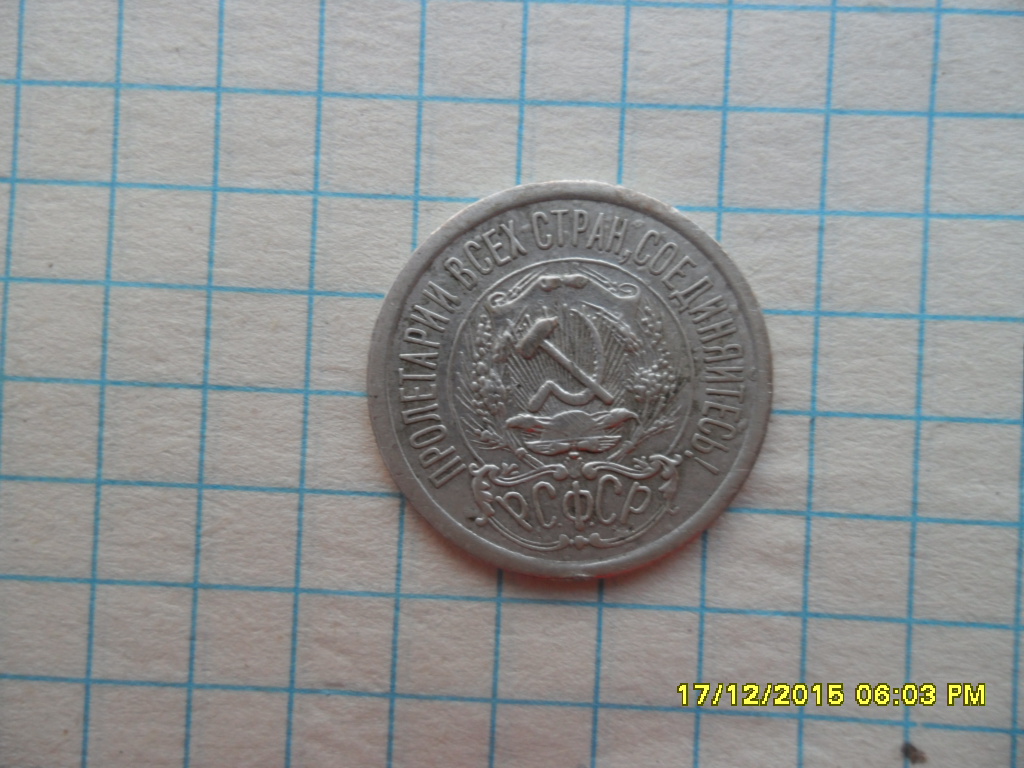 ПРОЛЕТАРИИ ВСЕХ СТРАН, СОЕДИНЯЙТЕСЬ!
Р.С.Ф.С.Р.
17/12/2015 06:03 PM